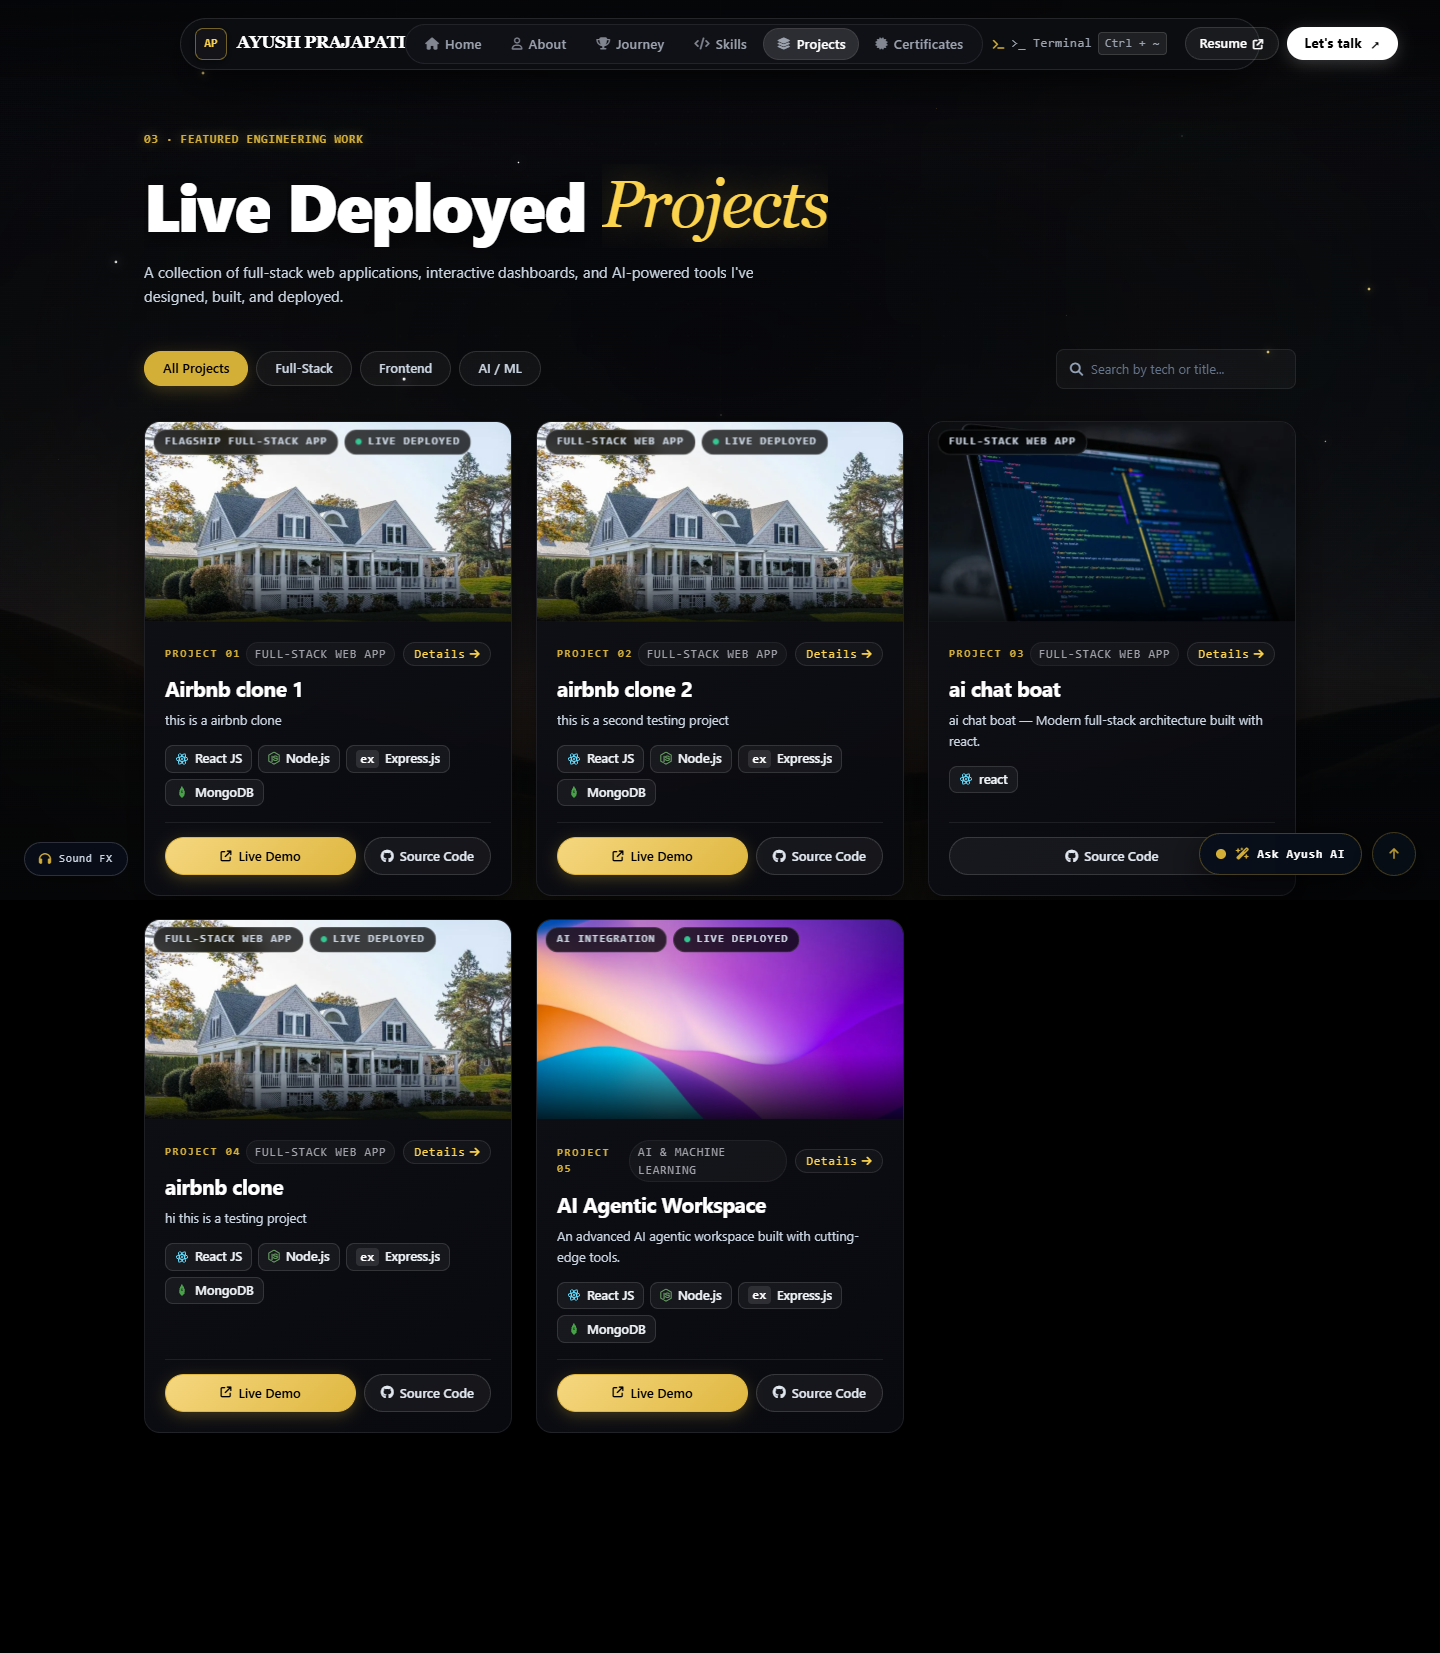 AP AYUSH PRAJAPATI Home About Journey Skills Projects Certificates >_ Terminal Ctrl + ~ Resume Let's talk ↗
03 · FEATURED ENGINEERING WORK
Live Deployed Projects
A collection of full-stack web applications, interactive dashboards, and AI-powered tools I've
designed, built, and deployed.
All Projects Full-Stack Frontend AI / ML Search by tech or title...
FLAGSHIP FULL-STACK APP LIVE DEPLOYED
PROJECT 01 FULL-STACK WEB APP Details →
Airbnb clone 1
this is a airbnb clone
React JS Node.js ex Express.js
MongoDB
Live Demo Source Code
FULL-STACK WEB APP LIVE DEPLOYED
PROJECT 02 FULL-STACK WEB APP Details →
airbnb clone 2
this is a second testing project
React JS Node.js ex Express.js
MongoDB
Live Demo Source Code
FULL-STACK WEB APP
PROJECT 03 FULL-STACK WEB APP Details →
ai chat boat
ai chat boat — Modern full-stack architecture built with
react.
react
Source Code
Sound FX
Ask Ayush AI
FULL-STACK WEB APP LIVE DEPLOYED
PROJECT 04 FULL-STACK WEB APP Details →
airbnb clone
hi this is a testing project
React JS Node.js ex Express.js
MongoDB
Live Demo Source Code
AI INTEGRATION LIVE DEPLOYED
PROJECT 05 AI & MACHINE LEARNING Details →
AI Agentic Workspace
An advanced AI agentic workspace built with cutting-
edge tools.
React JS Node.js ex Express.js
MongoDB
Live Demo Source Code